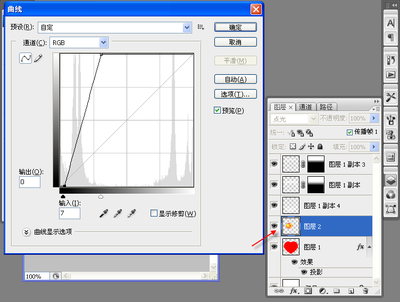 曲线
预设(R): 自定
确定
通道(C): RGB
取消
平滑(M)
自动(A)
选项(T)...
预览(P)
输出(O):
0
输入(I):
7
显示修剪(W)
曲线显示选项
100%
图层 × 通道 路径
点光 不透明度: 100%
统一: 传播帧 1
锁定: 填充: 100%
图层 1 副本 3
图层 1 副本
图层 1 副本 4
图层 2
图层 1 fx
效果
投影